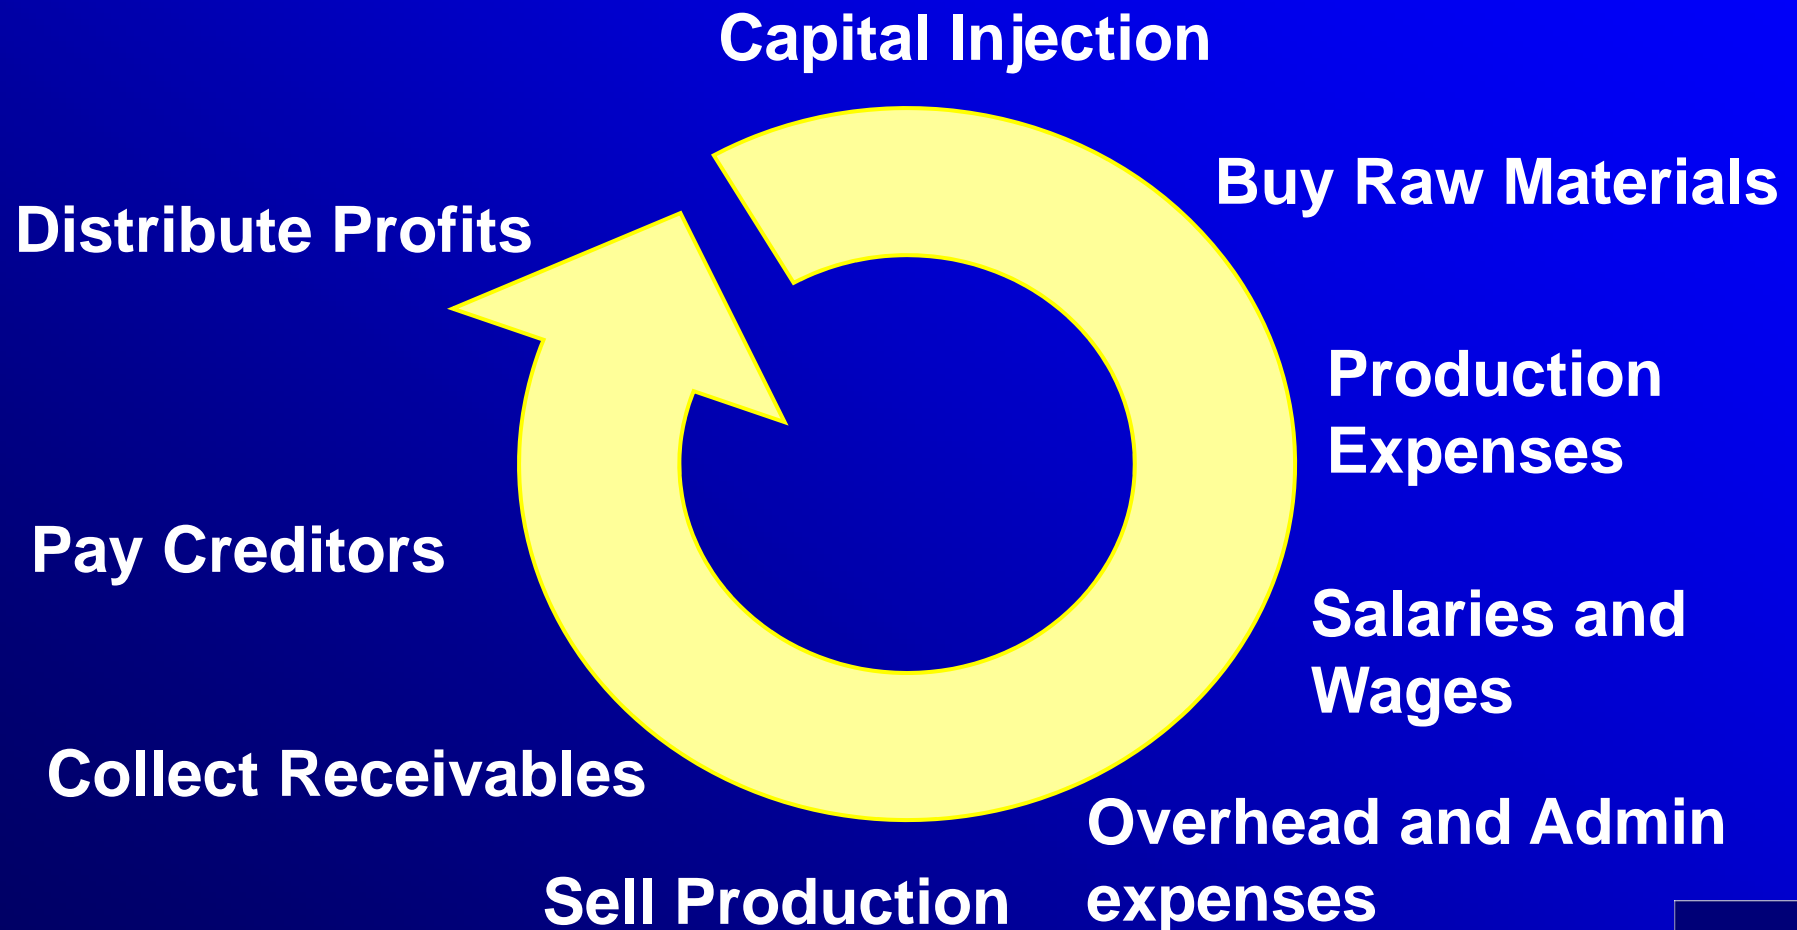 Capital Injection
Buy Raw Materials
Distribute Profits
Production
Expenses
Pay Creditors
Salaries and
Wages
Collect Receivables
Overhead and Admin
expenses
Sell Production